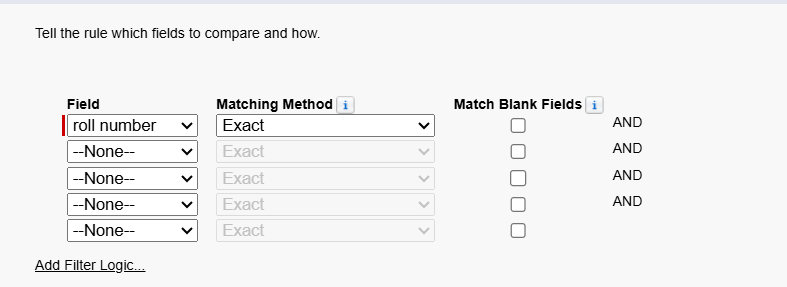 Tell the rule which fields to compare and how.
Field Matching Method i Match Blank Fields i
roll number Exact AND
--None-- Exact AND
--None-- Exact AND
--None-- Exact AND
--None-- Exact
Add Filter Logic...